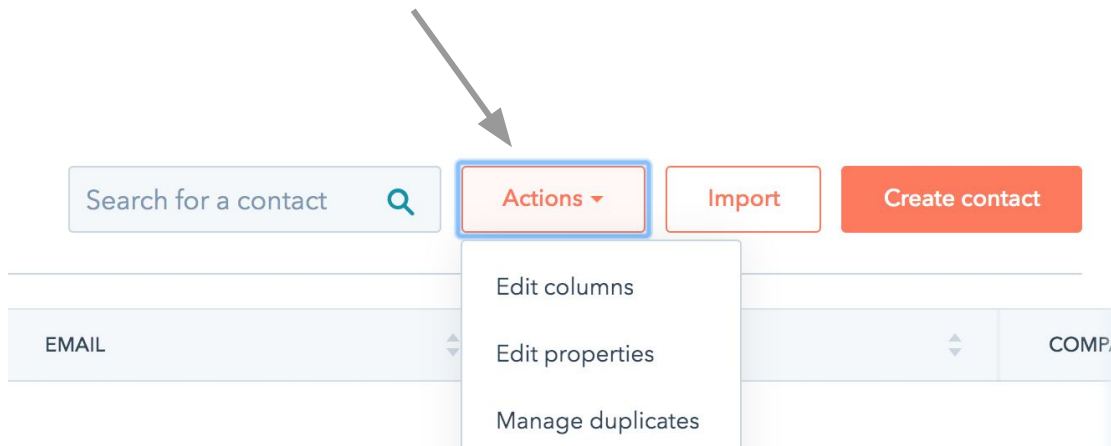 Search for a contact
Actions
Import
Create contact
Edit columns
EMAIL
Edit properties
Manage duplicates